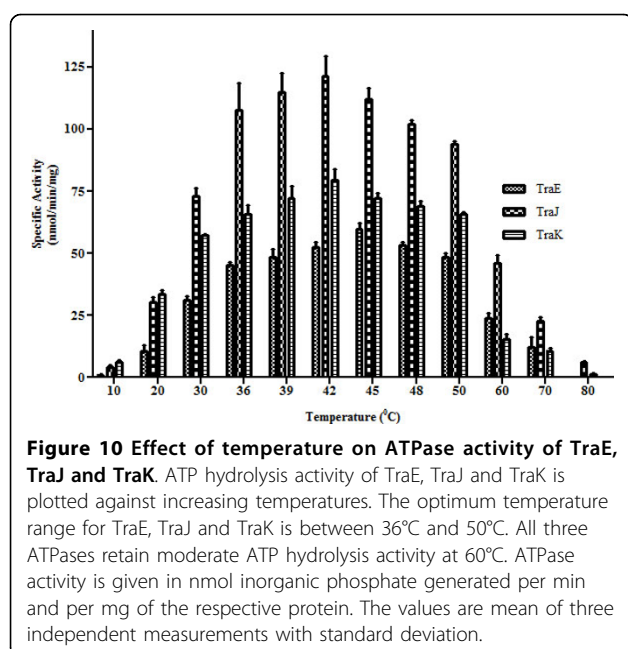 125
100
75
50
25
0
Specific Activity
(nmol/min/mg)
TraE
TraJ
TraK
10 20 30 36 39 42 45 48 50 60 70 80
Temperature (⁰C)
Figure 10 Effect of temperature on ATPase activity of TraE,
TraJ and TraK. ATP hydrolysis activity of TraE, TraJ and TraK is
plotted against increasing temperatures. The optimum temperature
range for TraE, TraJ and TraK is between 36°C and 50°C. All three
ATPases retain moderate ATP hydrolysis activity at 60°C. ATPase
activity is given in nmol inorganic phosphate generated per min
and per mg of the respective protein. The values are mean of three
independent measurements with standard deviation.